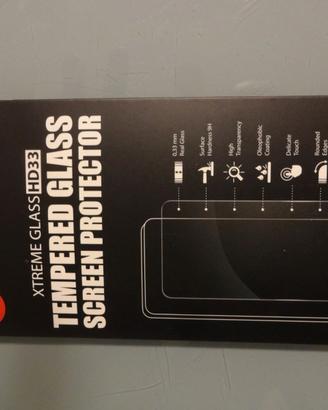 XTREME GLASS HD33
TEMPERED GLASS
SCREEN PROTECTOR
0.33 mm
Real Glass
Surface
Hardness 9H
High
Transparency
Oleophobic
Coating
Delicate
Touch
Rounded
Edges